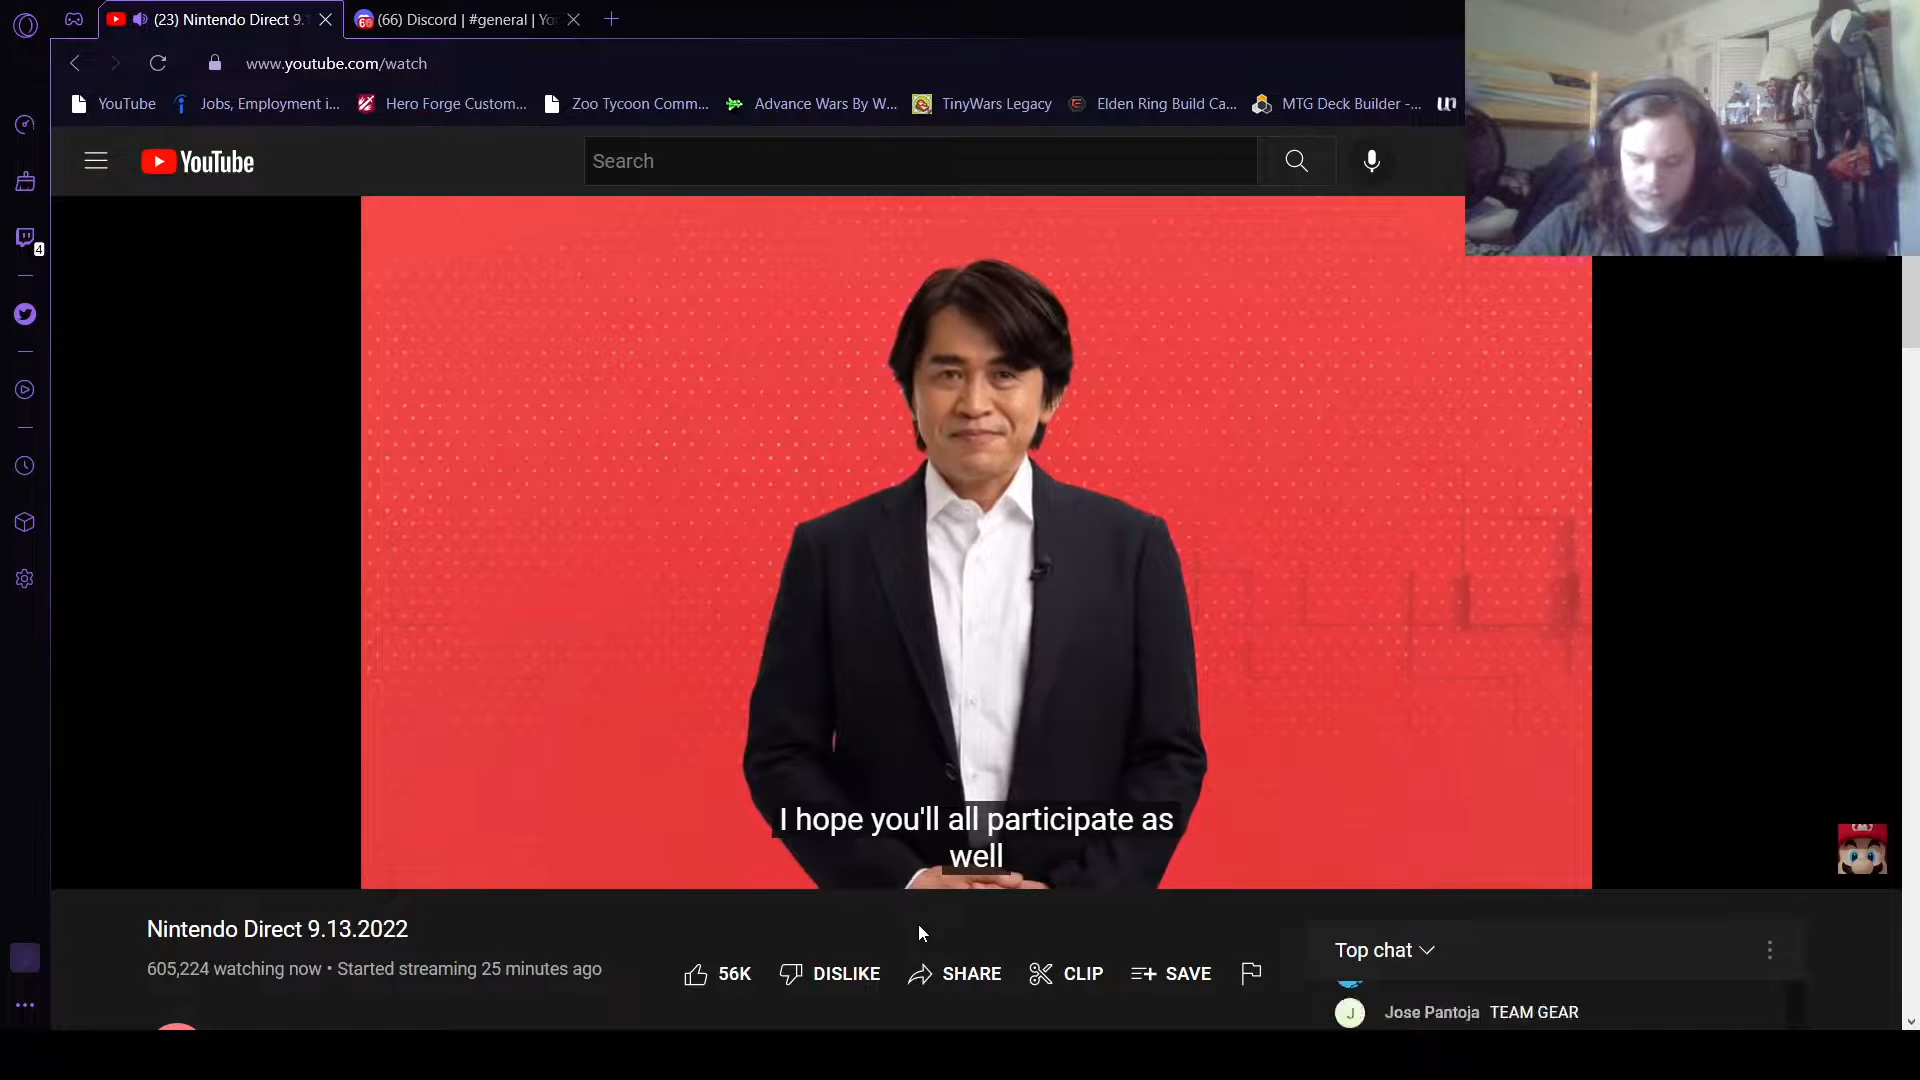 (23) Nintendo Direct 9.
(66) Discord | #general | Yo
www.youtube.com/watch
YouTube
Jobs, Employment i...
Hero Forge Custom...
Zoo Tycoon Comm...
Advance Wars By W...
TinyWars Legacy
Elden Ring Build Ca...
MTG Deck Builder -...
YouTube
Search
4
I hope you'll all participate as
well
Nintendo Direct 9.13.2022
605,224 watching now • Started streaming 25 minutes ago
56K
DISLIKE
SHARE
CLIP
SAVE
Top chat
J
Jose Pantoja TEAM GEAR